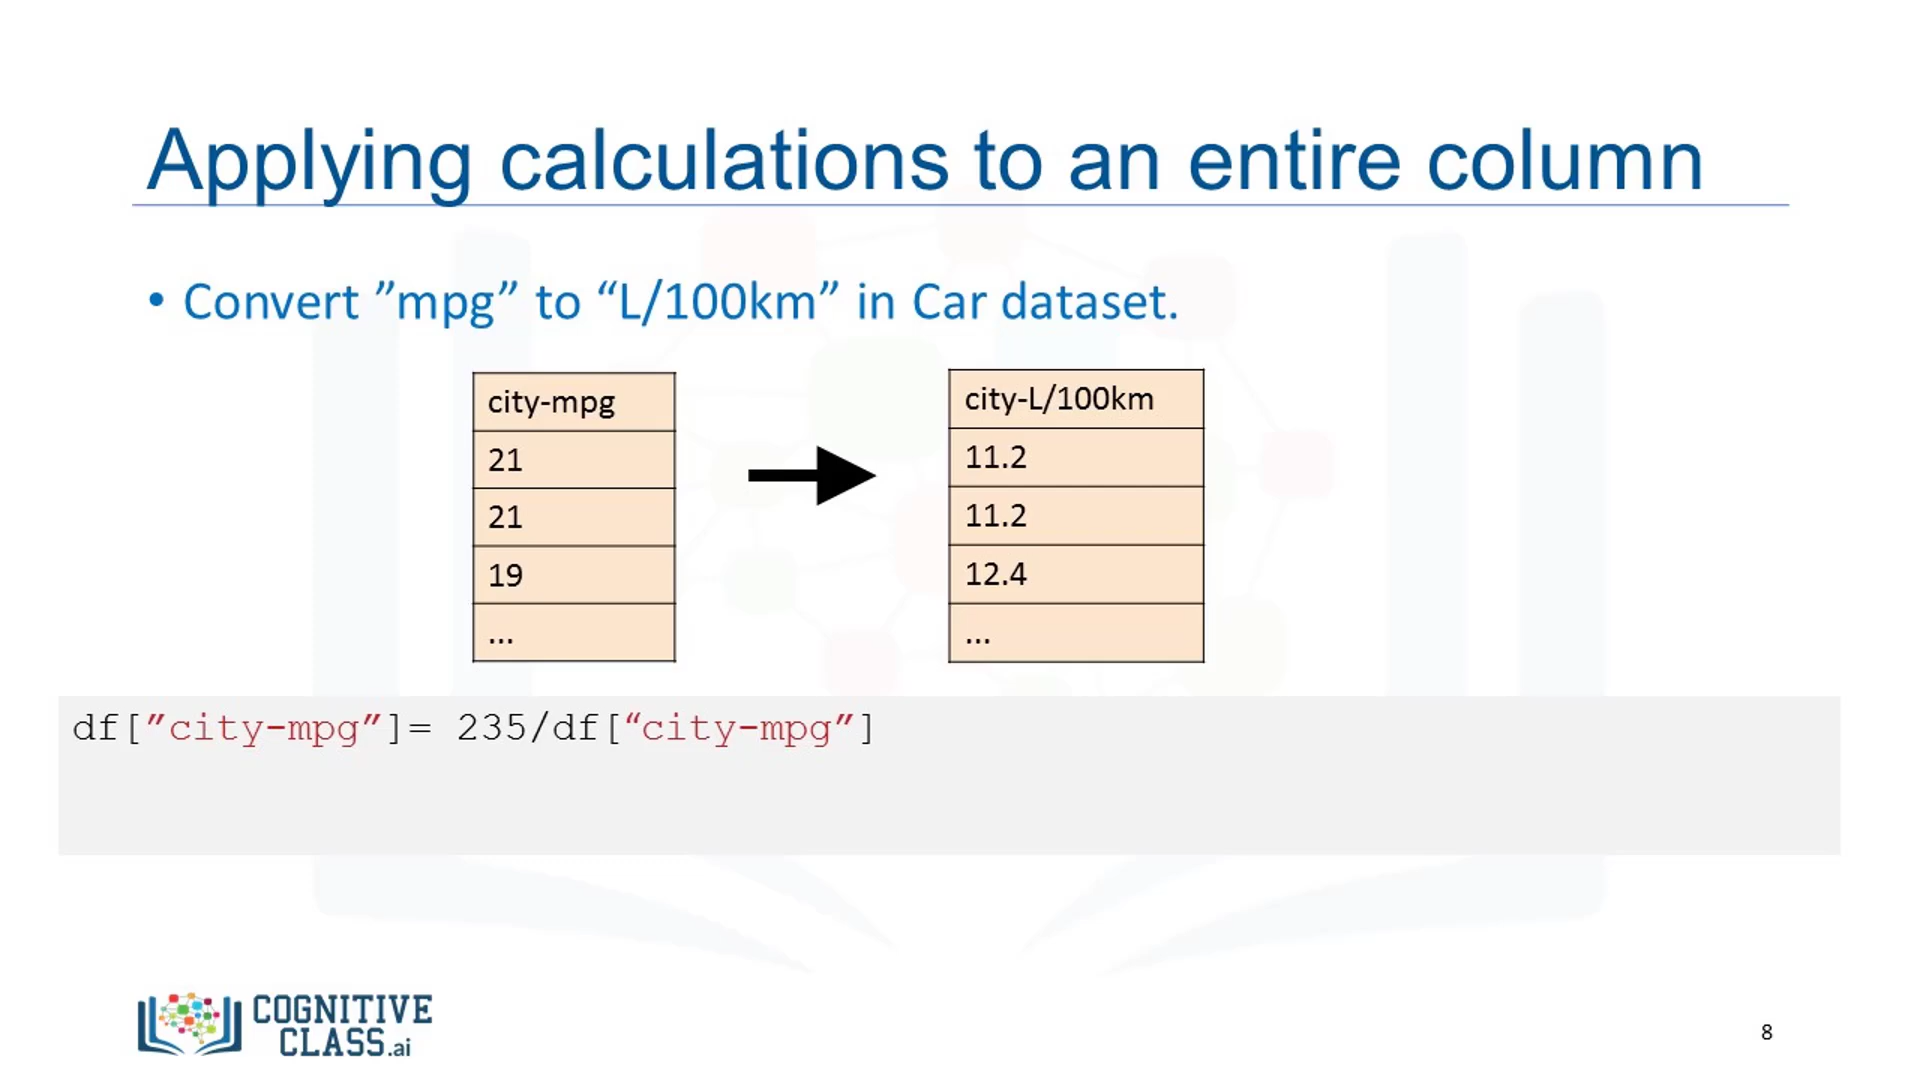 Applying calculations to an entire column
• Convert ”mpg” to “L/100km” in Car dataset.
city-mpg
21
21
19
...
city-L/100km
11.2
11.2
12.4
...
df[”city-mpg”]= 235/df[“city-mpg”]
COGNITIVE
CLASS.ai
8